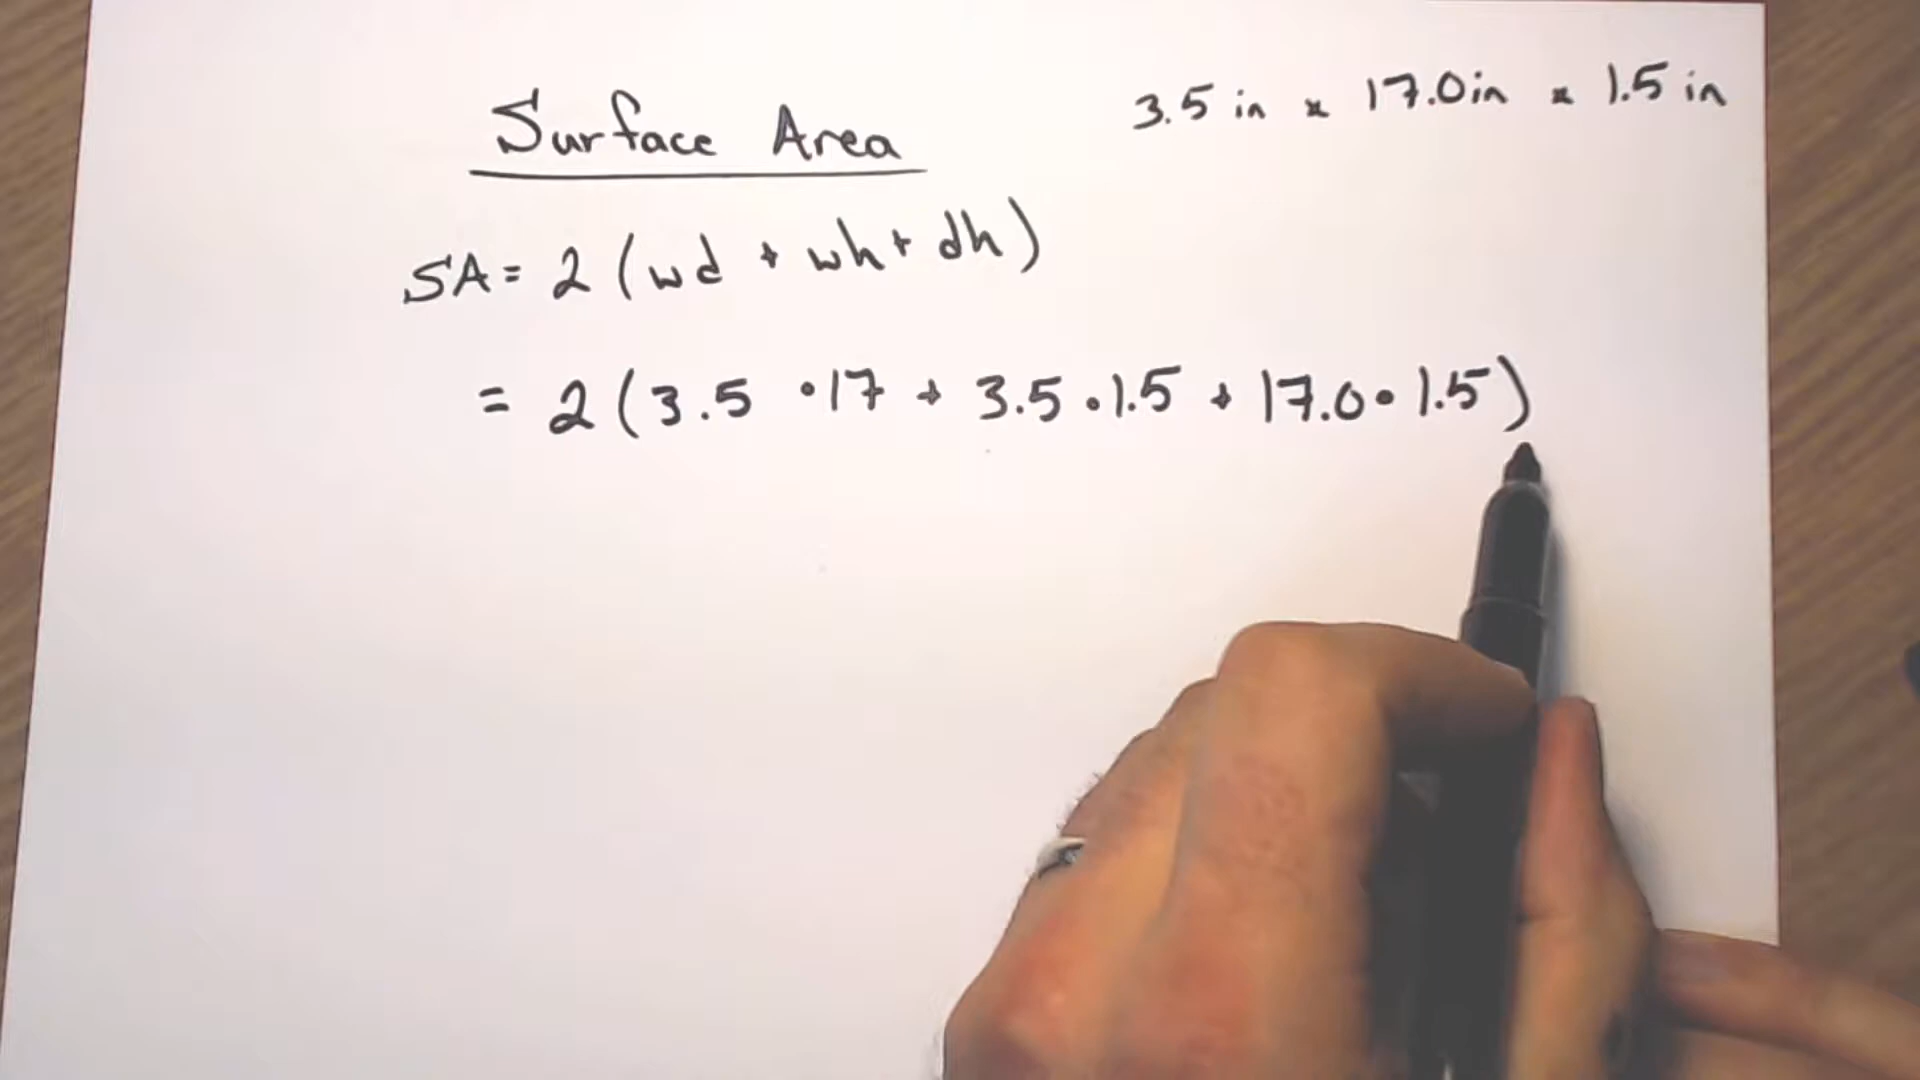 Surface Area
3.5 in x 17.0in x 1.5 in
SA = 2 (wd + wh + dh)
= 2 (3.5 • 17 + 3.5 • 1.5 + 17.0 • 1.5)